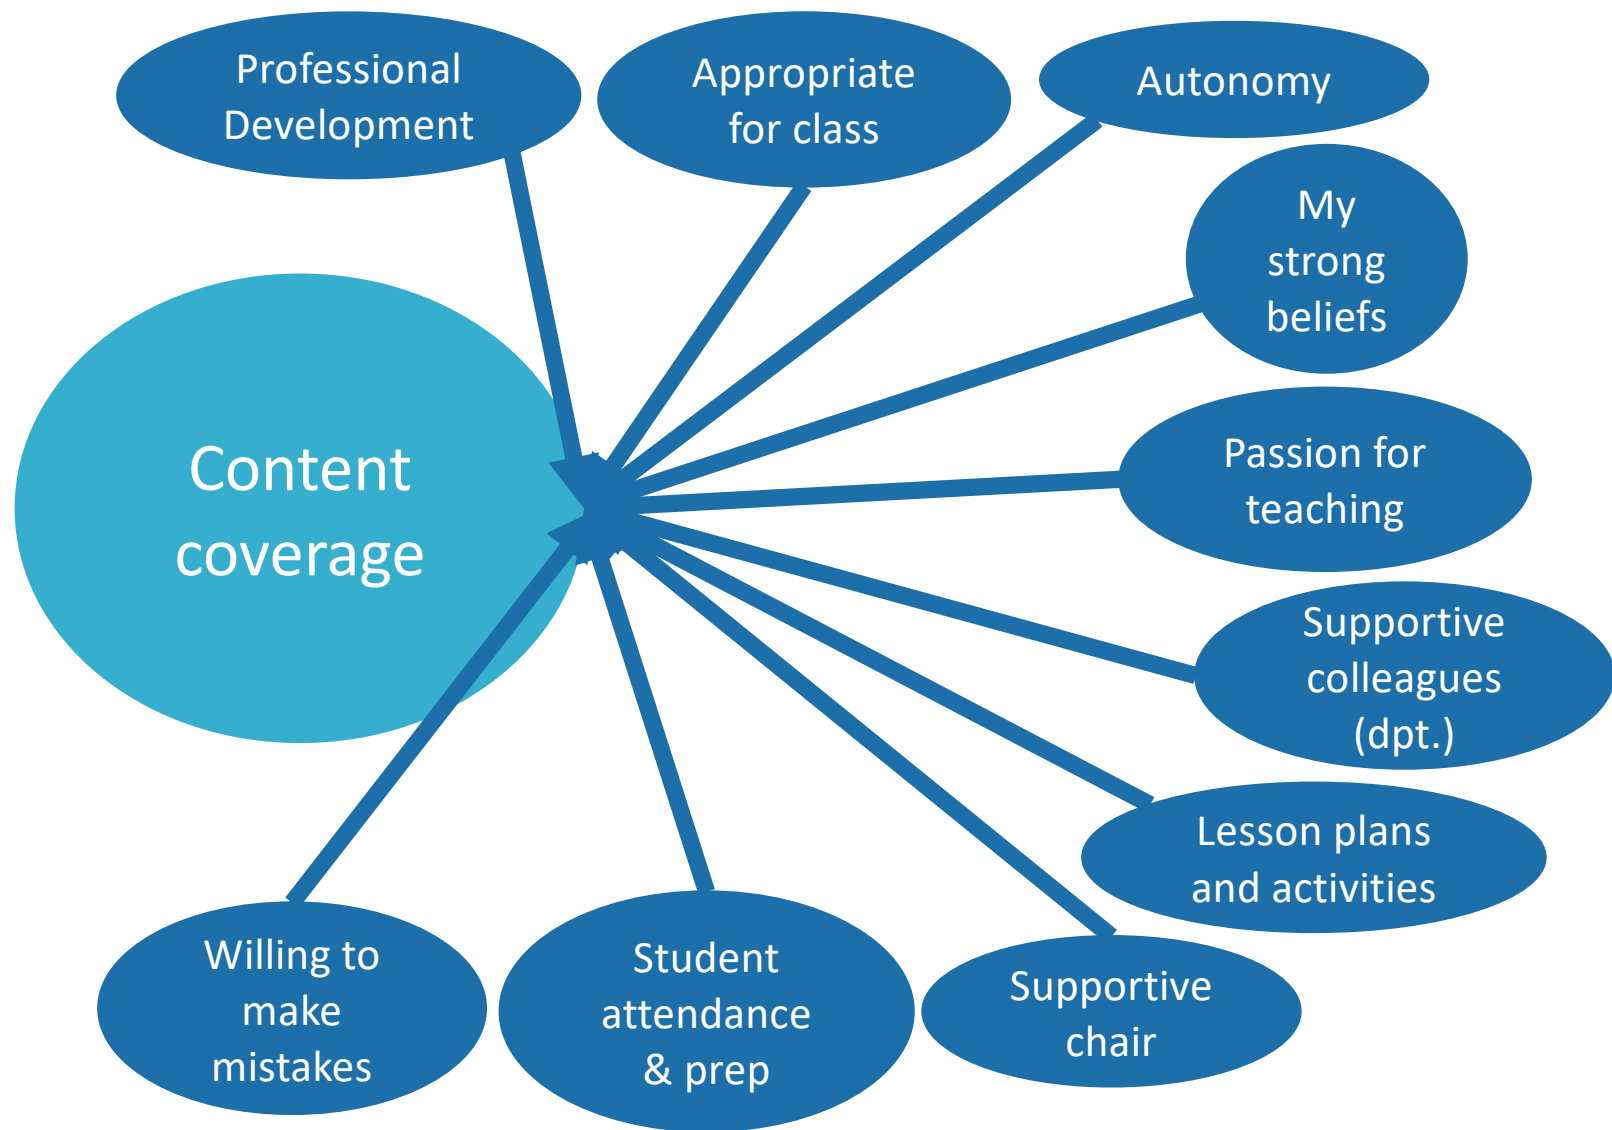 Professional
Development
Appropriate
for class
Autonomy
My
strong
beliefs
Content
coverage
Passion for
teaching
Supportive
colleagues
(dpt.)
Lesson plans
and activities
Willing to
make
mistakes
Student
attendance
& prep
Supportive
chair